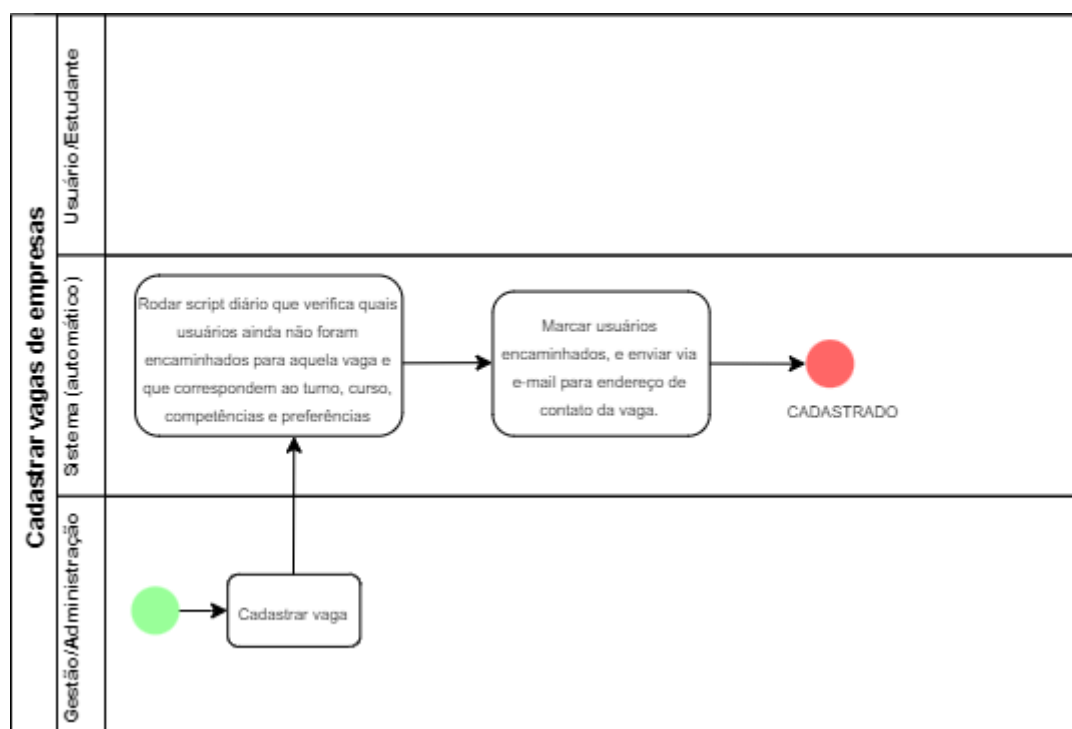 Cadastrar vagas de empresas
Usuário/Estudante
Sistema (automático)
Rodar script diário que verifica quais
usuários ainda não foram
encaminhados para aquela vaga e
que correspondem ao turno, curso,
competências e preferências
Marcar usuários
encaminhados, e enviar via
e-mail para endereço de
contato da vaga.
CADASTRADO
Gestão/Administração
Cadastrar vaga